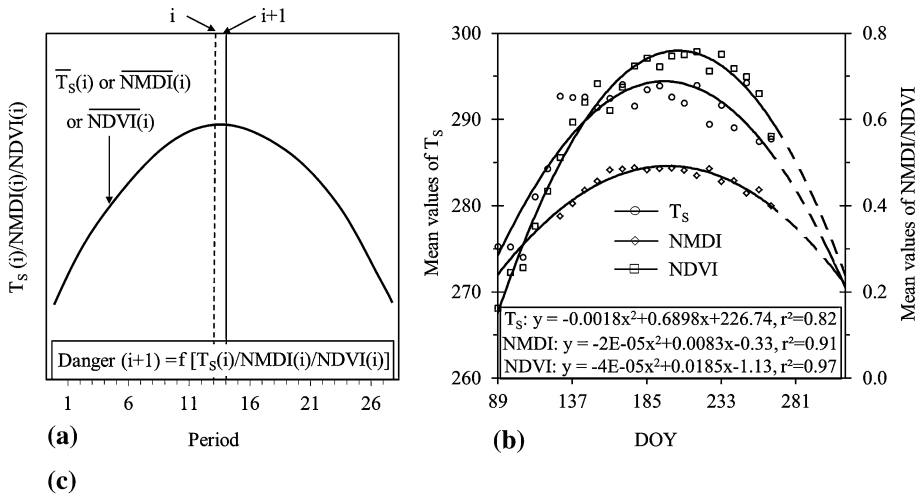 i i+1
T̅S(i) or N̅M̅D̅I̅(i)
or N̅D̅V̅I̅(i)
TS (i)/NMDI(i)/NDVI(i)
Danger (i+1) =f [TS(i)/NMDI(i)/NDVI(i)]
1 6 11 16 21 26
(a) Period
300
290
280
270
260
Mean values of TS
0.8
0.6
0.4
0.2
0.0
Mean values of NMDI/NDVI
TS
NMDI
NDVI
TS: y = -0.0018x²+0.6898x+226.74, r²=0.82
NMDI: y = -2E-05x²+0.0083x-0.33, r²=0.91
NDVI: y = -4E-05x²+0.0185x-1.13, r²=0.97
89 137 185 233 281
(b) DOY
(c)